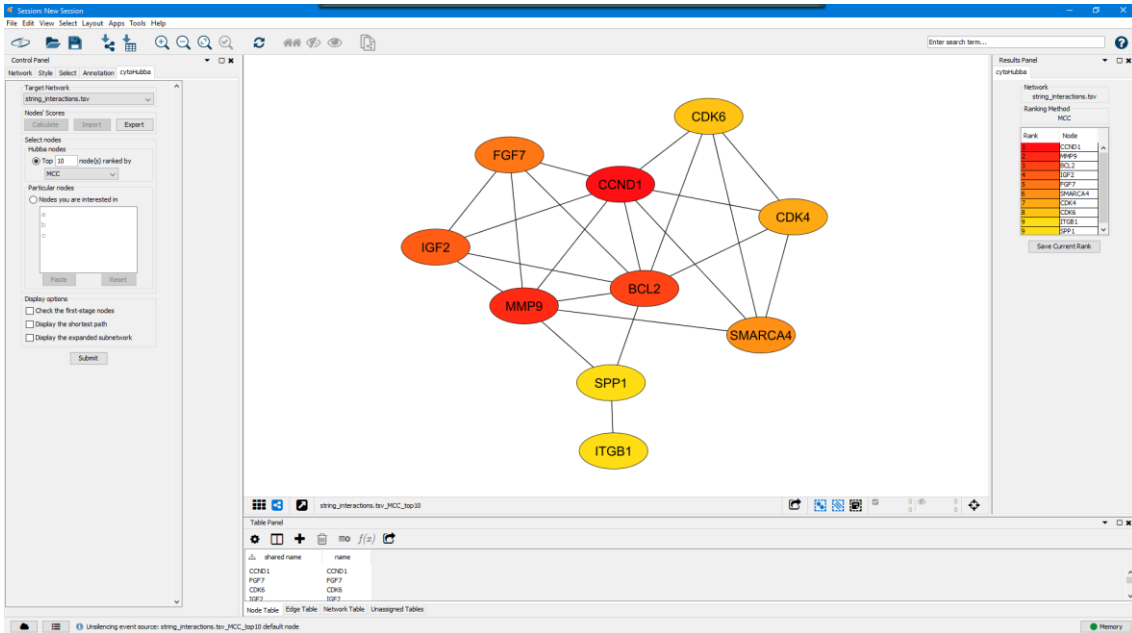 Session: New Session
File Edit View Select Layout Apps Tools Help
Enter search term...
Control Panel
Network Style Select Annotation cytoHubba
Target Network
string_interactions.tsv
Nodes' Scores
Calculate Import Export
Select nodes
Hubba nodes
Top 10 node(s) ranked by
MCC
Particular nodes
Nodes you are interested in
a
b
c
Paste Reset
Display options
Check the first-stage nodes
Display the shortest path
Display the expanded subnetwork
Submit
CDK6
FGF7
CCND1
CDK4
IGF2
BCL2
MMP9
SMARCA4
SPP1
ITGB1
string_interactions.tsv_MCC_top10
0 0
0 0
Results Panel
cytoHubba
Network
string_interactions.tsv
Ranking Method
MCC
Rank Node
1 CCND1
2 MMP9
3 BCL2
4 IGF2
5 FGF7
6 SMARCA4
7 CDK4
8 CDK6
9 ITGB1
9 SPP1
Save Current Rank
Table Panel
f(x)
shared name name
CCND1 CCND1
FGF7 FGF7
CDK6 CDK6
IGF2 IGF2
Node Table Edge Table Network Table Unassigned Tables
Unsilencing event source: string_interactions.tsv_MCC_top10 default node
Memory